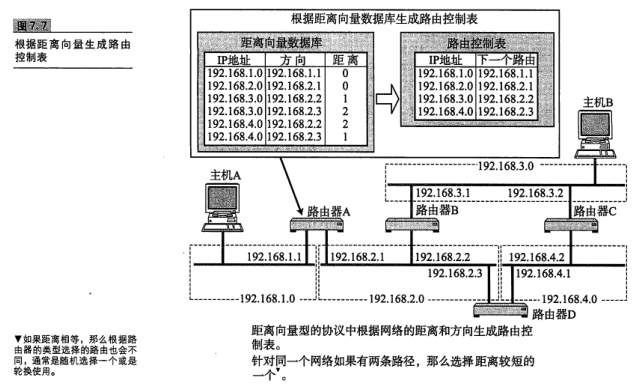 图7.7
根据距离向量生成路由
控制表
根据距离向量数据库生成路由控制表
距离向量数据库
IP地址 方向 距离
192.168.1.0 192.168.1.1 0
192.168.2.0 192.168.2.1 0
192.168.3.0 192.168.2.2 1
192.168.3.0 192.168.2.3 2
192.168.4.0 192.168.2.2 2
192.168.4.0 192.168.2.3 1
路由控制表
IP地址 下一个路由
192.168.1.0 192.168.1.1
192.168.2.0 192.168.2.1
192.168.3.0 192.168.2.2
192.168.4.0 192.168.2.3
主机B
192.168.3.0
主机A
192.168.3.1 192.168.3.2
路由器A
路由器B
路由器C
192.168.1.1
192.168.2.1
192.168.2.2
192.168.4.2
192.168.2.3
192.168.4.1
192.168.1.0
192.168.2.0
192.168.4.0
路由器D
距离向量型的协议中根据网络的距离和方向生成路由控
制表。
针对同一个网络如果有两条路径，那么选择距离较短的
一个▼。
▼如果距离相等，那么根据路
由器的类型选择的路由也会不
同，通常是随机选择一个或是
轮换使用。